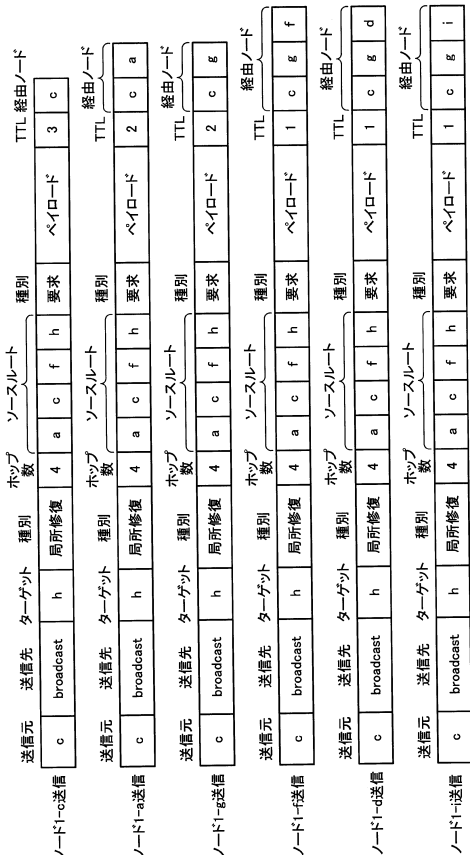 送信元 送信先 ターゲット 種別 ホップ数 ソースルート 種別 TTL 経由ノード
ノード1-c送信 c broadcast h 局所修復 4 a c f h 要求 ペイロード 3 c
送信元 送信先 ターゲット 種別 ホップ数 ソースルート 種別 TTL 経由ノード
ノード1-a送信 c broadcast h 局所修復 4 a c f h 要求 ペイロード 2 c a
送信元 送信先 ターゲット 種別 ホップ数 ソースルート 種別 TTL 経由ノード
ノード1-g送信 c broadcast h 局所修復 4 a c f h 要求 ペイロード 2 c g
送信元 送信先 ターゲット 種別 ホップ数 ソースルート 種別 TTL 経由ノード
ノード1-f送信 c broadcast h 局所修復 4 a c f h 要求 ペイロード 1 c g f
送信元 送信先 ターゲット 種別 ホップ数 ソースルート 種別 TTL 経由ノード
ノード1-d送信 c broadcast h 局所修復 4 a c f h 要求 ペイロード 1 c g d
送信元 送信先 ターゲット 種別 ホップ数 ソースルート 種別 TTL 経由ノード
ノード1-i送信 c broadcast h 局所修復 4 a c f h 要求 ペイロード 1 c g i